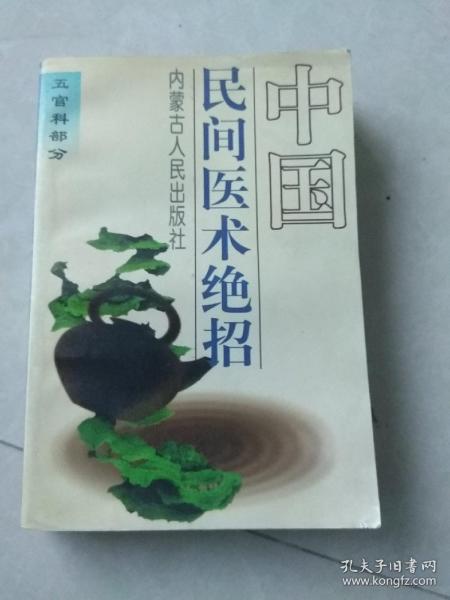 中国
民间医术绝招
内蒙古人民出版社
五官科部分
孔夫子旧书网
www.kongfz.com